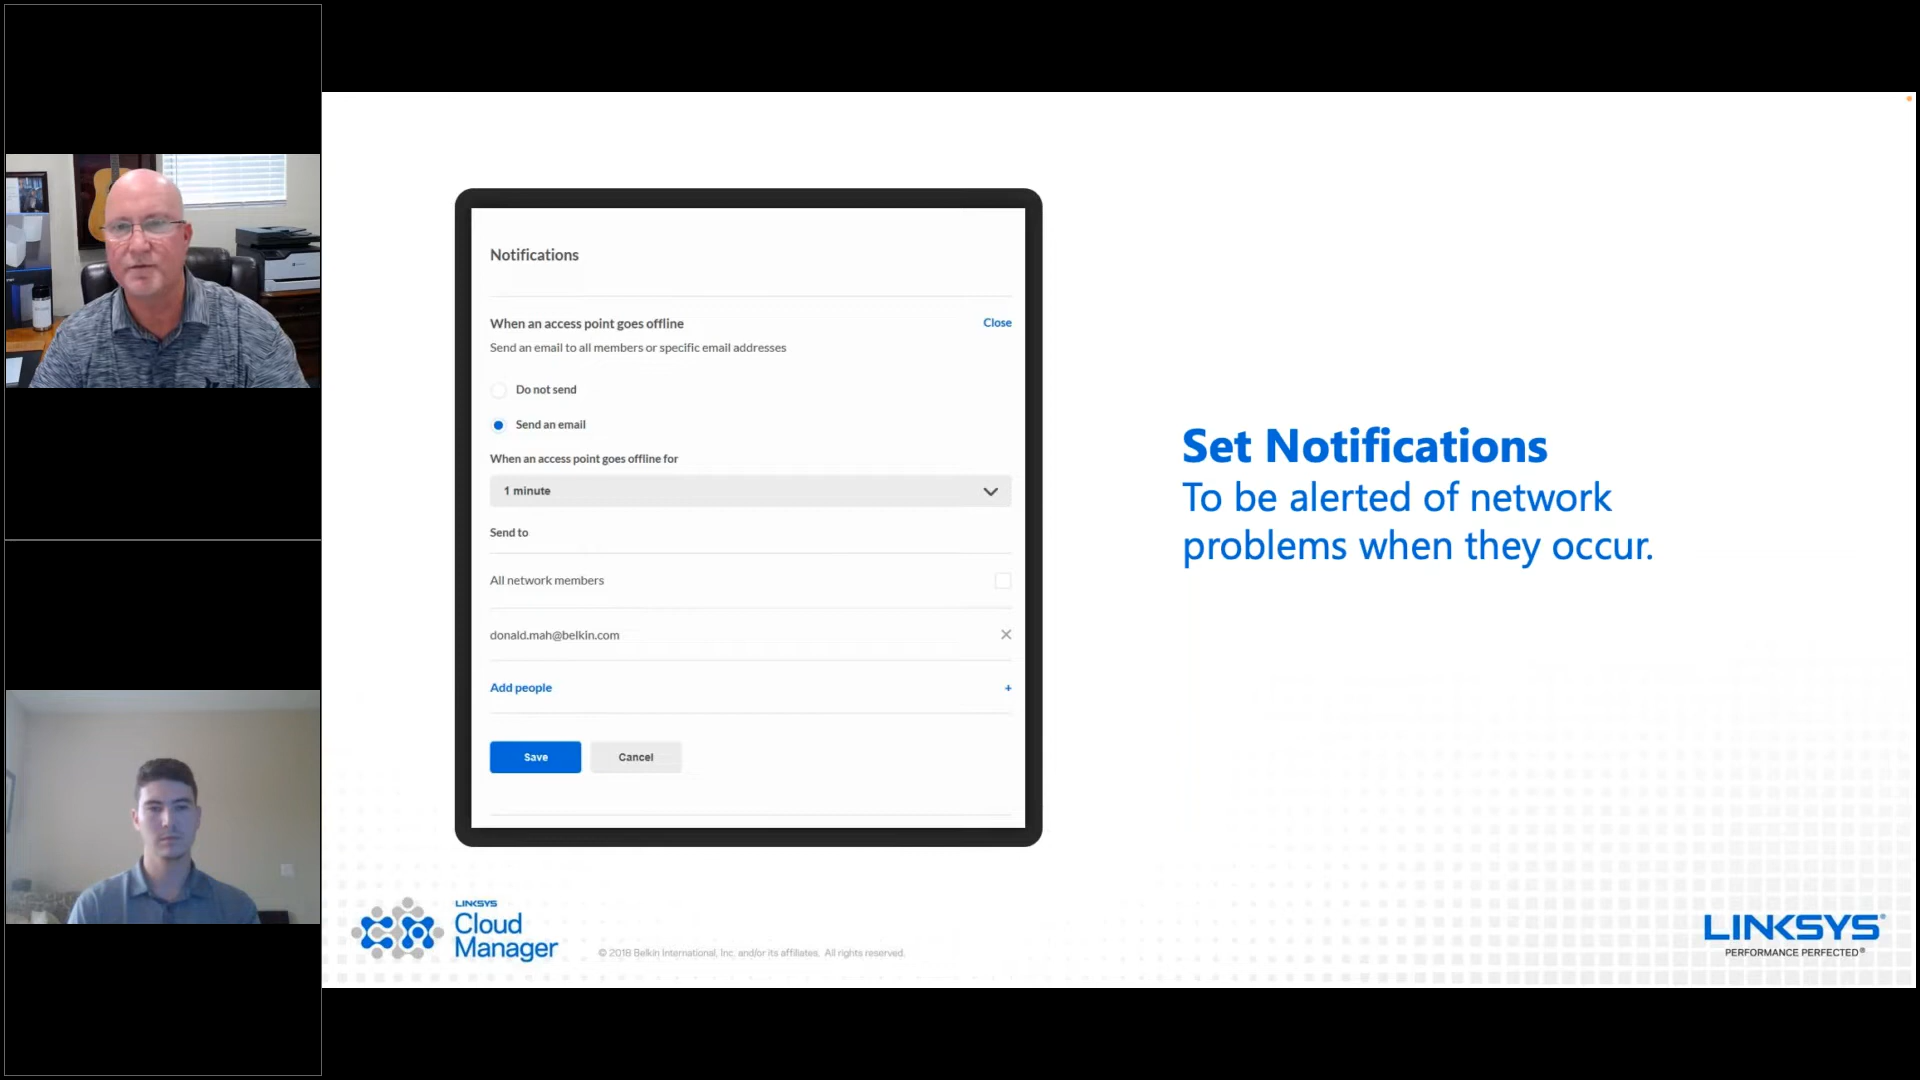 Notifications
When an access point goes offline
Close
Send an email to all members or specific email addresses
Do not send
Send an email
When an access point goes offline for
1 minute
Send to
All network members
donald.mah@belkin.com
Add people
+
Save
Cancel
Set Notifications
To be alerted of network
problems when they occur.
LINKSYS
Cloud
Manager
© 2018 Belkin International, Inc. and/or its affiliates. All rights reserved.
LINKSYS®
PERFORMANCE PERFECTED®